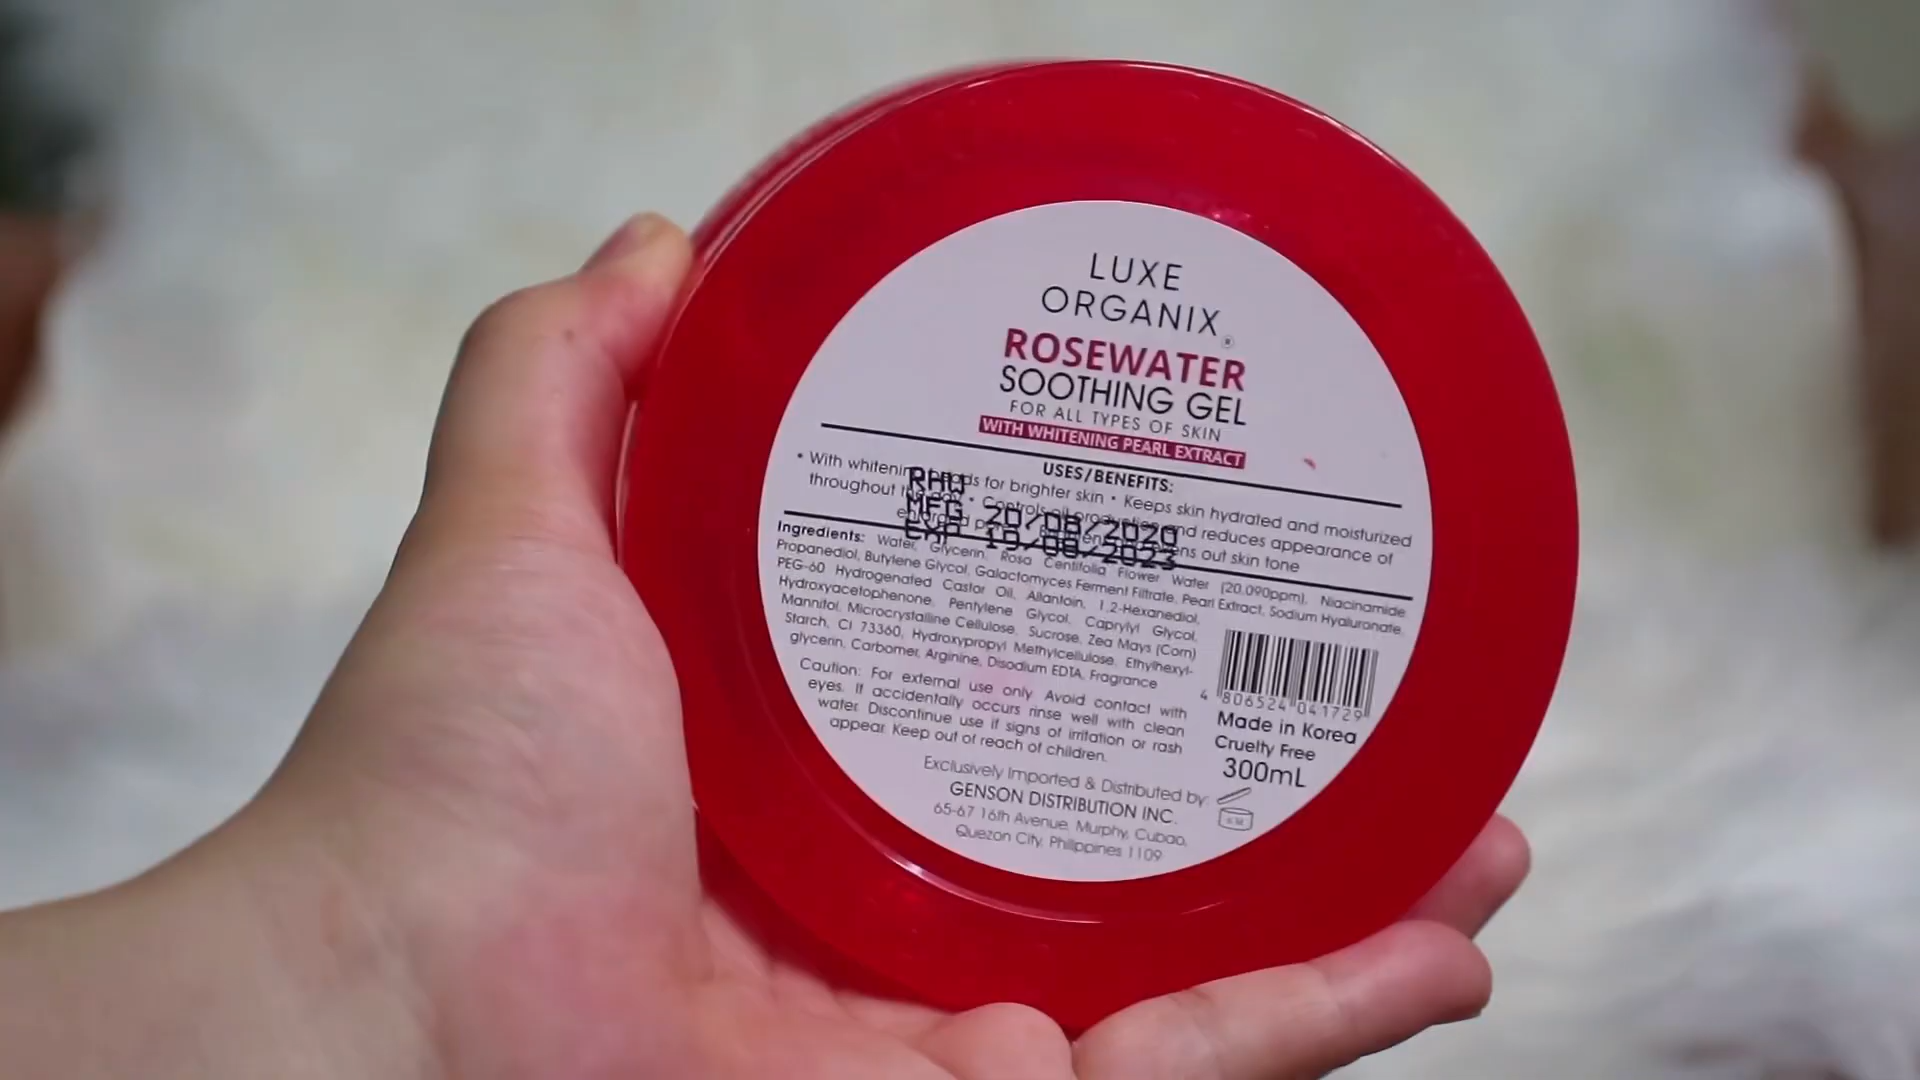 LUXE
ORGANIX®
ROSEWATER
SOOTHING GEL
FOR ALL TYPES OF SKIN
WITH WHITENING PEARL EXTRACT
USES/BENEFITS:
• With whitening beads for brighter skin • Keeps skin hydrated and moisturized
throughout the day • Controls oil production and reduces appearance of
enlarged • evens out skin tone
RHW
MFG 20/08/2020
EXP 19/08/2023
Ingredients: Water, Glycerin, Rosa Centifolia Flower Water (20,090ppm), Niacinamide
Propanediol, Butylene Glycol, Galactomyces Ferment Filtrate, Pearl Extract, Sodium Hyaluronate,
PEG-60 Hydrogenated Castor Oil, Allantoin, 1,2-Hexanediol,
Hydroxyacetophenone, Pentylene Glycol, Caprylyl Glycol,
Mannitol, Microcrystalline Cellulose, Sucrose, Zea Mays (Corn)
Starch, CI 73360, Hydroxypropyl Methylcellulose, Ethylhexyl-
glycerin, Carbomer, Arginine, Disodium EDTA, Fragrance
Caution: For external use only Avoid contact with
eyes. If accidentally occurs rinse well with clean
water. Discontinue use if signs of irritation or rash
appear. Keep out of reach of children.
4 806524 041729
Made in Korea
Cruelty Free
300mL
Exclusively Imported & Distributed by:
GENSON DISTRIBUTION INC.
65-67 16th Avenue, Murphy, Cubao,
Quezon City, Philippines 1109